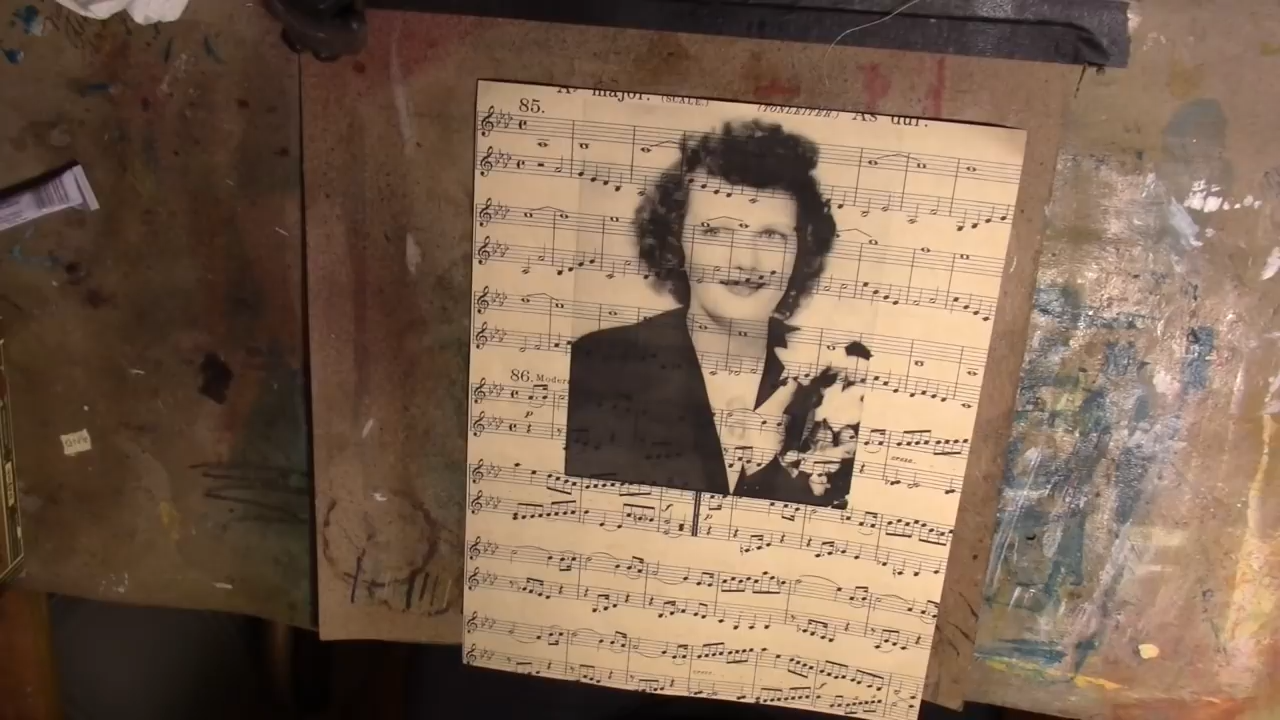 A♭ major. (SCALE.) (TONLEITER.) As dur.
85.
86. Moder
p
f
p